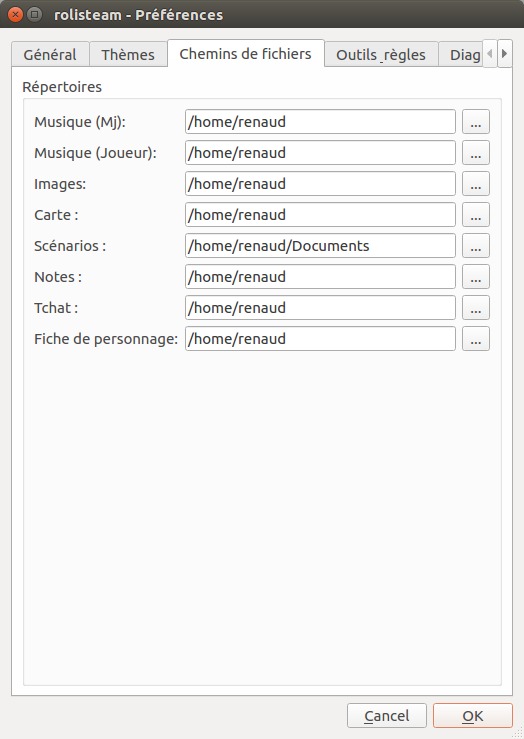 rolisteam - Préférences
Général Thèmes Chemins de fichiers Outils_règles Diag
Répertoires
Musique (Mj): /home/renaud ...
Musique (Joueur): /home/renaud ...
Images: /home/renaud ...
Carte : /home/renaud ...
Scénarios : /home/renaud/Documents ...
Notes : /home/renaud ...
Tchat : /home/renaud ...
Fiche de personnage: /home/renaud ...
Cancel OK